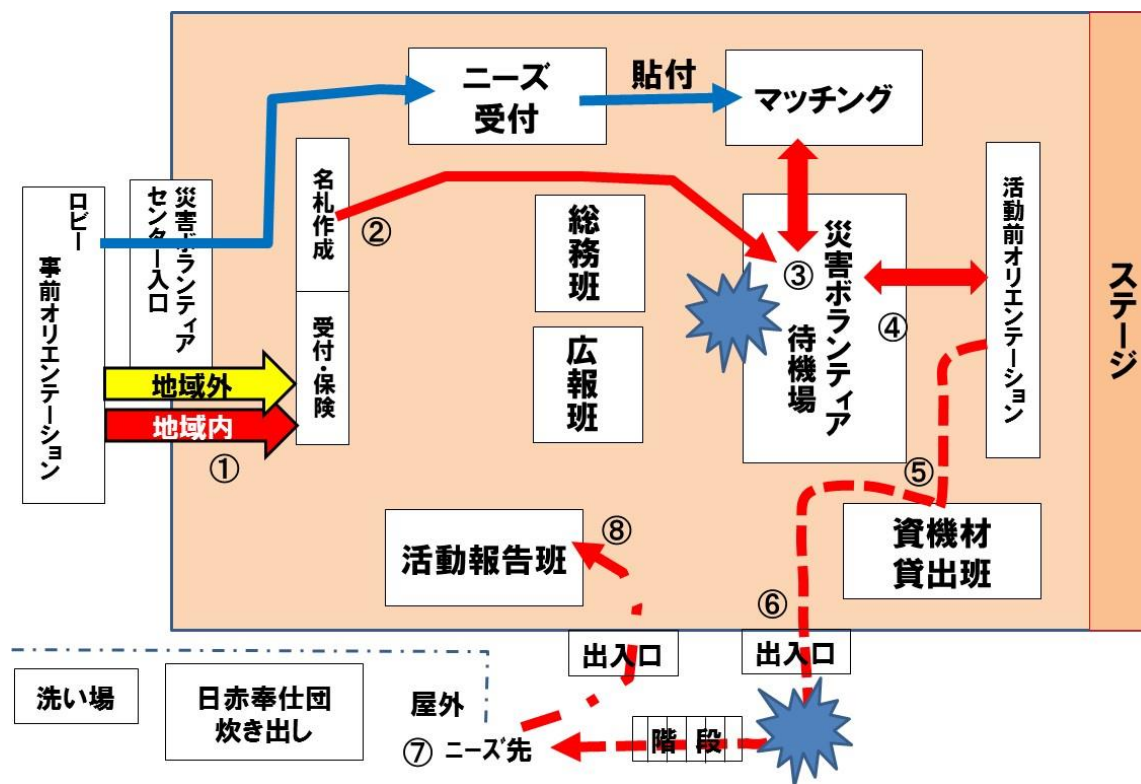 ニーズ
受付
貼付
マッチング
ステージ
ロビー
事前オリエンテーション
災害ボランティア
センター入口
名札作成
②
受付・保険
地域外
地域内
①
総務班
広報班
③
災害ボランティア
待機場
④
活動前オリエンテーション
⑤
資機材
貸出班
⑥
活動報告班
⑧
出入口
出入口
洗い場
日赤奉仕団
炊き出し
屋外
⑦ニーズ先
階段